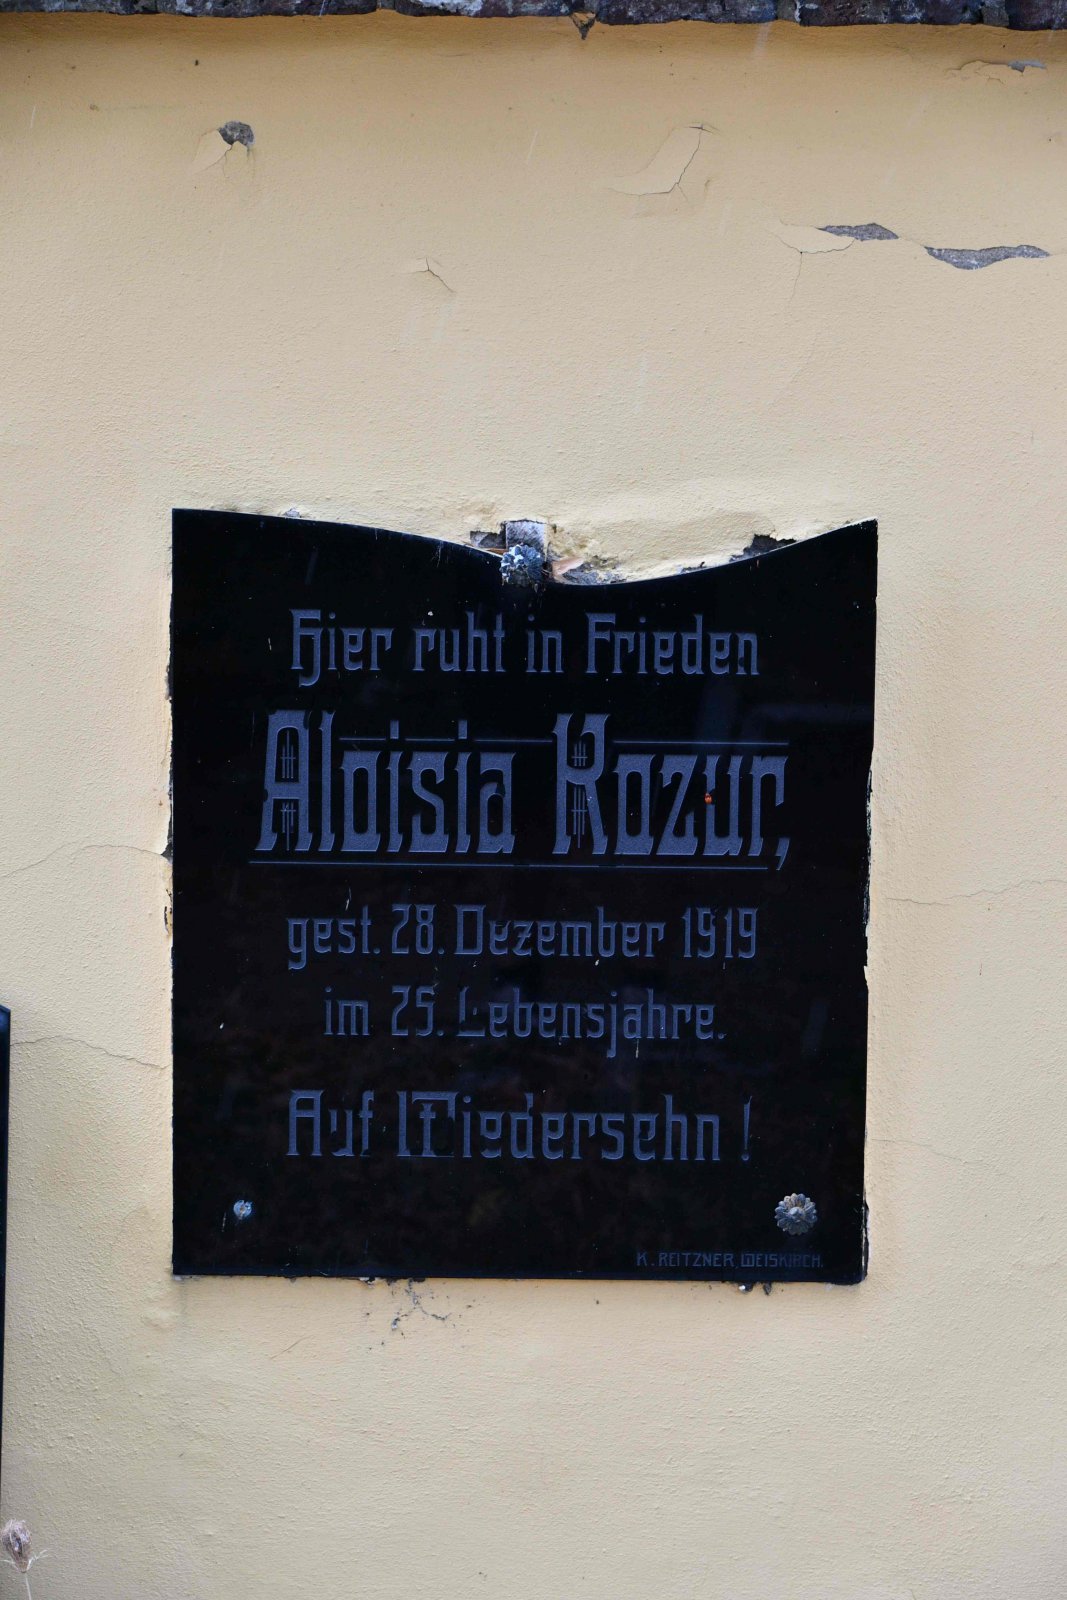 Hier ruht in Frieden
Aloisia Kozur,
gest. 28. Dezember 1919
im 25. Lebensjahre.
Auf Wiedersehn !
K. REITZNER, WEISKIRCH.